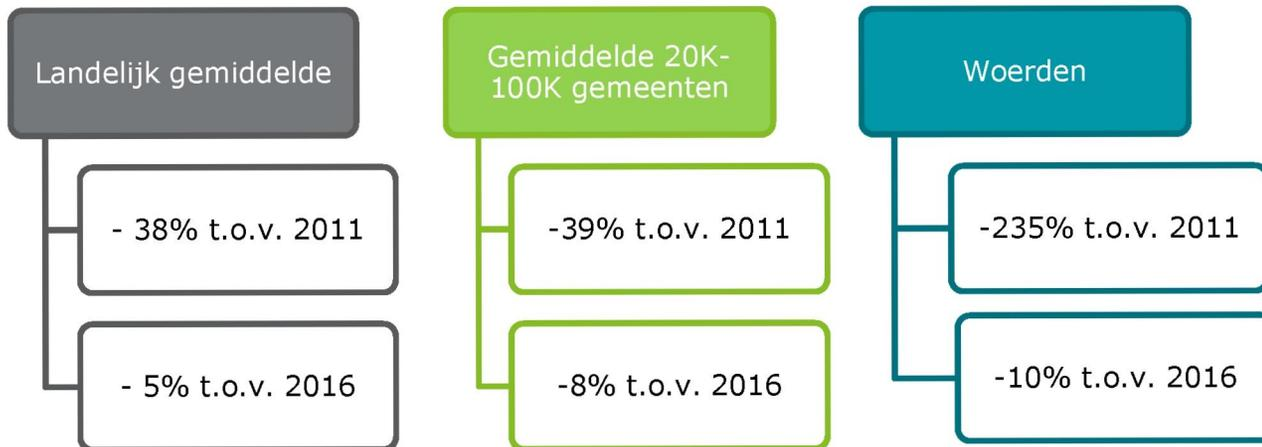 Landelijk gemiddelde
- 38% t.o.v. 2011
- 5% t.o.v. 2016
Gemiddelde 20K-
100K gemeenten
-39% t.o.v. 2011
-8% t.o.v. 2016
Woerden
-235% t.o.v. 2011
-10% t.o.v. 2016